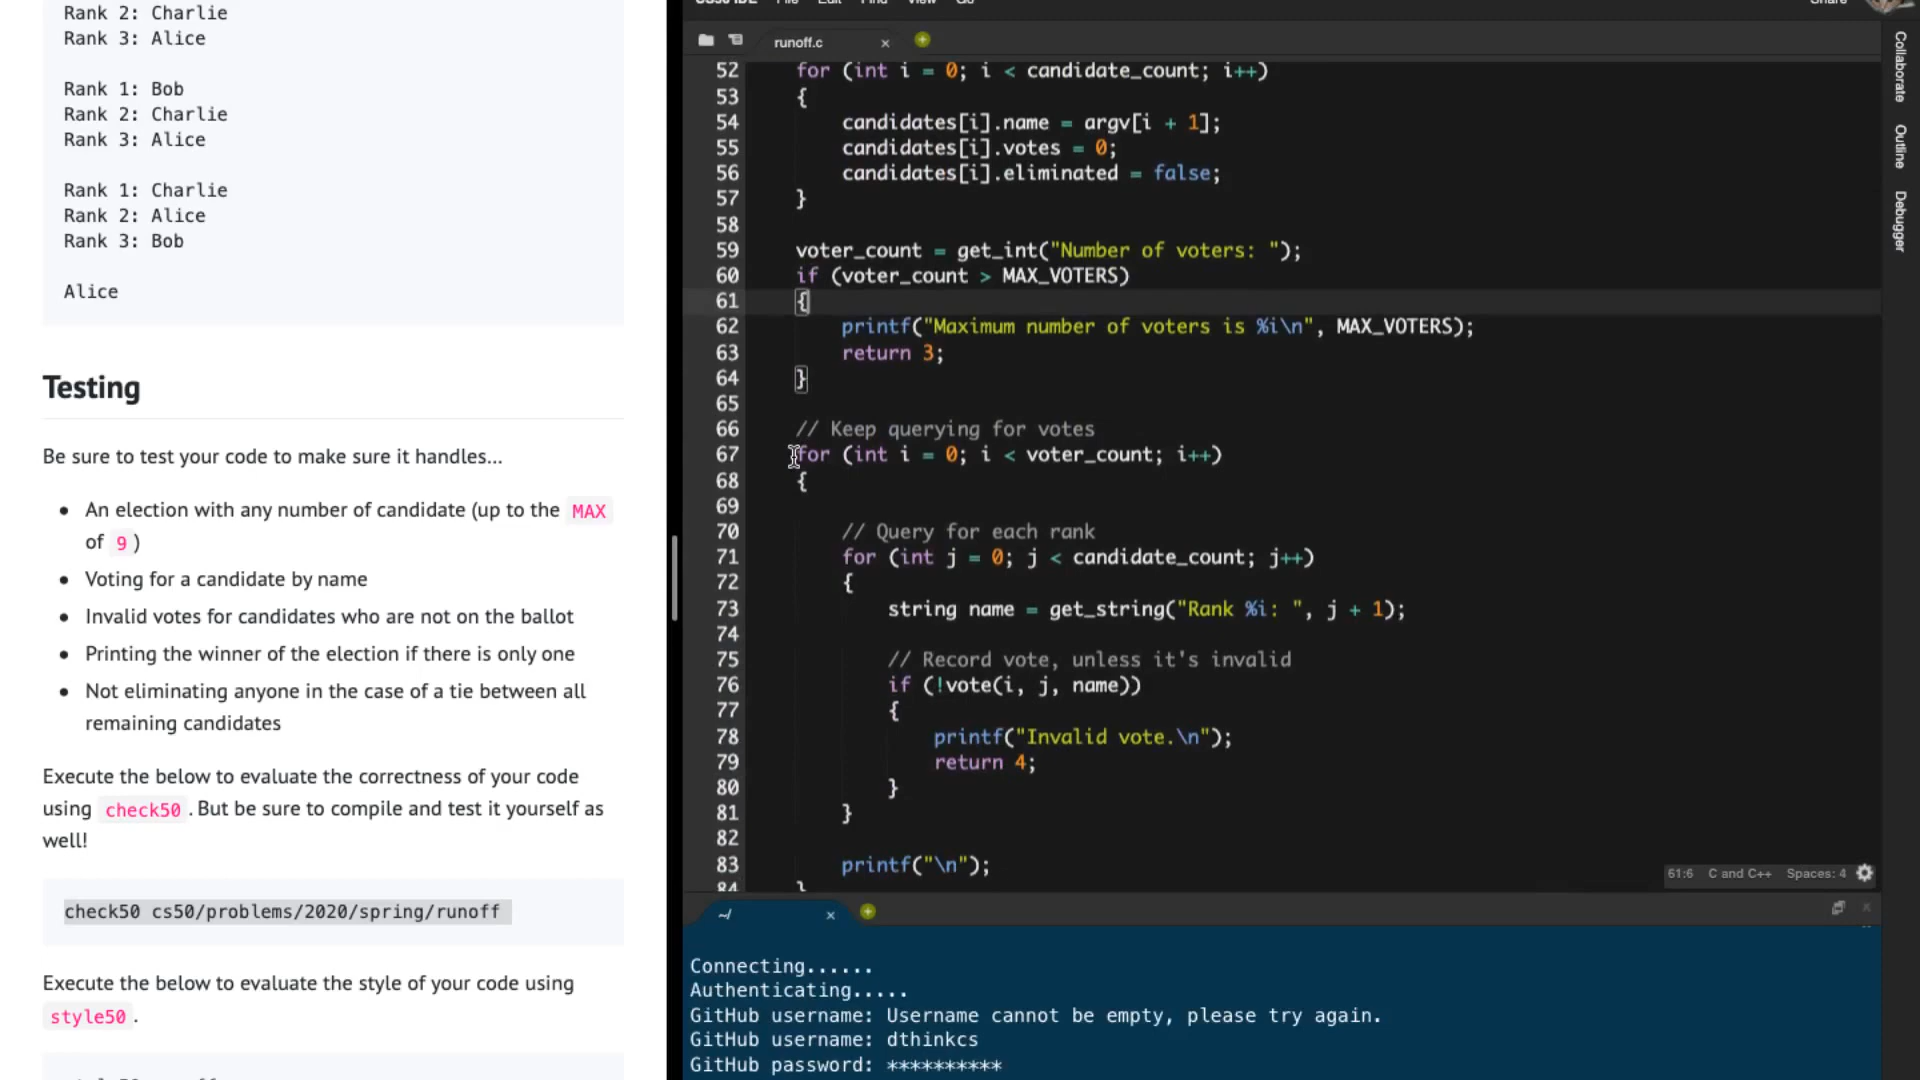 Rank 2: Charlie
Rank 3: Alice
Rank 1: Bob
Rank 2: Charlie
Rank 3: Alice
Rank 1: Charlie
Rank 2: Alice
Rank 3: Bob
Alice
Testing
Be sure to test your code to make sure it handles...
• An election with any number of candidate (up to the MAX
of 9 )
• Voting for a candidate by name
• Invalid votes for candidates who are not on the ballot
• Printing the winner of the election if there is only one
• Not eliminating anyone in the case of a tie between all
remaining candidates
Execute the below to evaluate the correctness of your code
using check50 . But be sure to compile and test it yourself as
well!
check50 cs50/problems/2020/spring/runoff
Execute the below to evaluate the style of your code using
style50 .
File Edit Find View Go
Share
runoff.c
52 for (int i = 0; i < candidate_count; i++)
53 {
54 candidates[i].name = argv[i + 1];
55 candidates[i].votes = 0;
56 candidates[i].eliminated = false;
57 }
58
59 voter_count = get_int("Number of voters: ");
60 if (voter_count > MAX_VOTERS)
61 {
62 printf("Maximum number of voters is %i\n", MAX_VOTERS);
63 return 3;
64 }
65
66 // Keep querying for votes
67 for (int i = 0; i < voter_count; i++)
68 {
69
70 // Query for each rank
71 for (int j = 0; j < candidate_count; j++)
72 {
73 string name = get_string("Rank %i: ", j + 1);
74
75 // Record vote, unless it's invalid
76 if (!vote(i, j, name))
77 {
78 printf("Invalid vote.\n");
79 return 4;
80 }
81 }
82
83 printf("\n");
84 }
61:6 C and C++ Spaces: 4
Collaborate
Outline
Debugger
~/
Connecting......
Authenticating.....
GitHub username: Username cannot be empty, please try again.
GitHub username: dthinkcs
GitHub password: **********